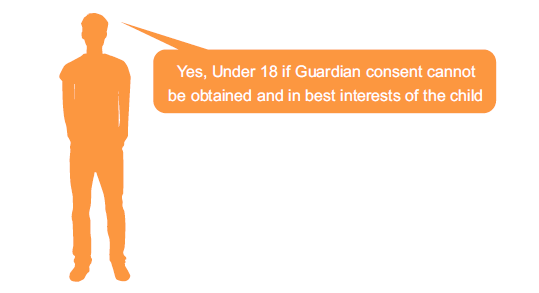 Yes, Under 18 if Guardian consent cannot
be obtained and in best interests of the child